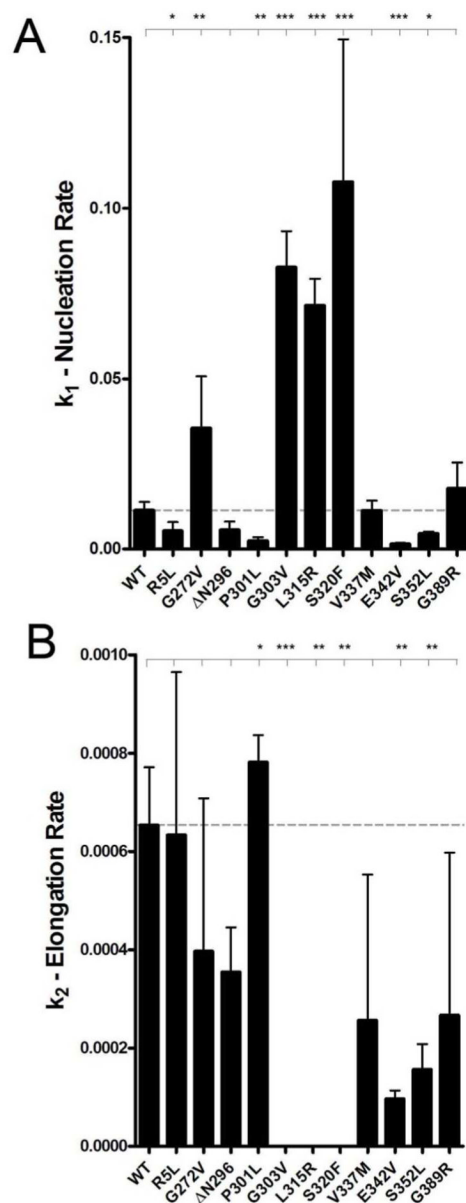 A
* ** ** *** *** *** *** *
0.15
0.10
0.05
0.00
k1 - Nucleation Rate
WT R5L G272V ΔN296 P301L G303V L315R S320F V337M E342V S352L G389R
B
* *** ** ** ** **
0.0010
0.0008
0.0006
0.0004
0.0002
0.0000
k2 - Elongation Rate
WT R5L G272V ΔN296 P301L G303V L315R S320F V337M E342V S352L G389R